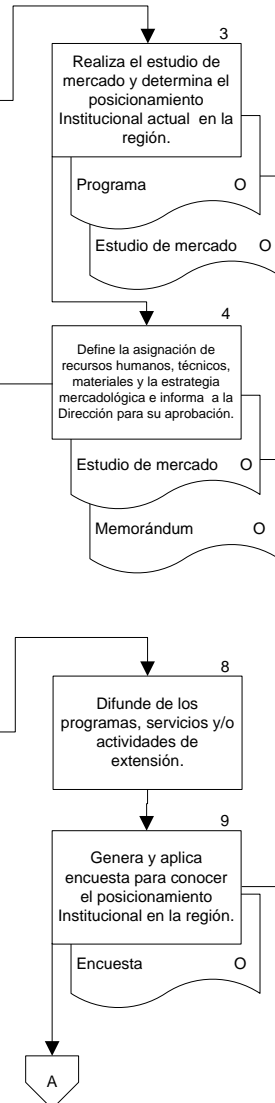 3
Realiza el estudio de
mercado y determina el
posicionamiento
Institucional actual en la
región.
Programa O
Estudio de mercado O
4
Define la asignación de
recursos humanos, técnicos,
materiales y la estrategia
mercadológica e informa a la
Dirección para su aprobación.
Estudio de mercado O
Memorándum O
8
Difunde de los
programas, servicios y/o
actividades de
extensión.
9
Genera y aplica
encuesta para conocer
el posicionamiento
Institucional en la región.
Encuesta O
A